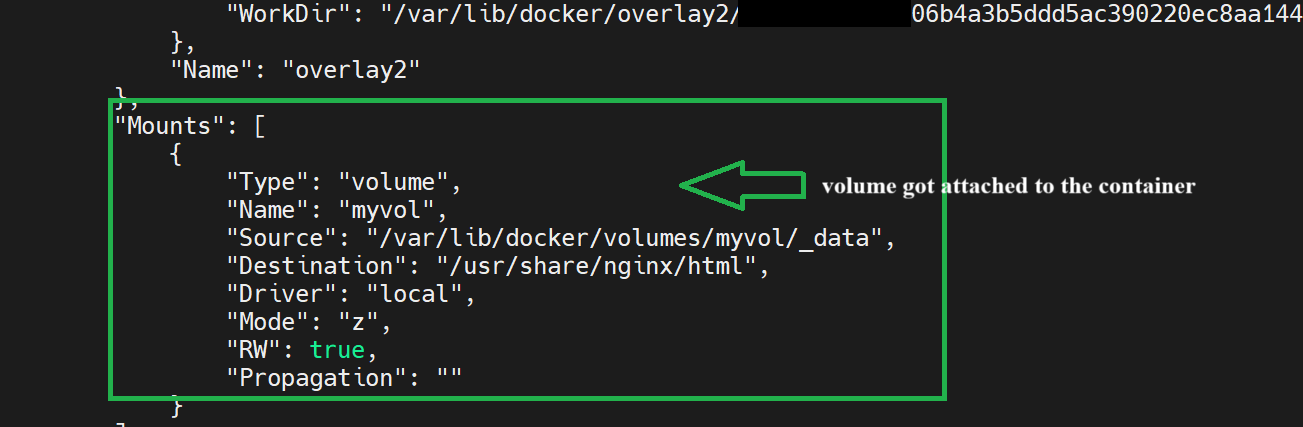 "WorkDir": "/var/lib/docker/overlay2/ 06b4a3b5ddd5ac390220ec8aa144
},
"Name": "overlay2"
},
"Mounts": [
{
"Type": "volume",
volume got attached to the container
"Name": "myvol",
"Source": "/var/lib/docker/volumes/myvol/_data",
"Destination": "/usr/share/nginx/html",
"Driver": "local",
"Mode": "z",
"RW": true,
"Propagation": ""
}